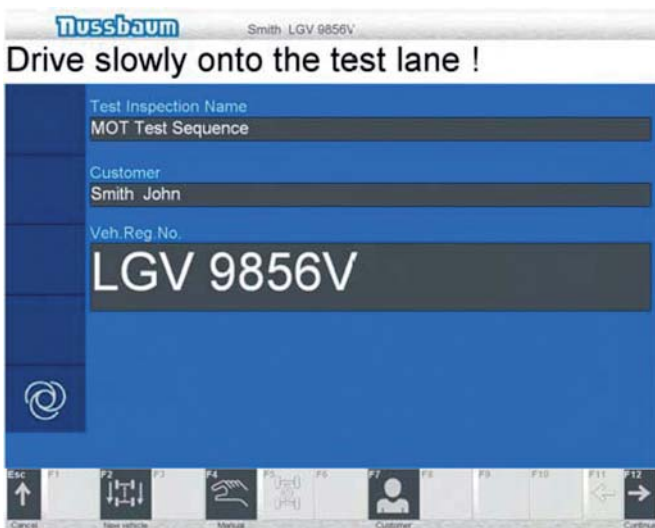 Nussbaum Smith LGV 9856V
Drive slowly onto the test lane !
Test Inspection Name
MOT Test Sequence
Customer
Smith John
Veh.Reg.No.
LGV 9856V
Esc F1 F2 F3 F4 F5 F6 F7 F8 F9 F10 F11 F12
Cancel New vehicle Manual Customer Continue